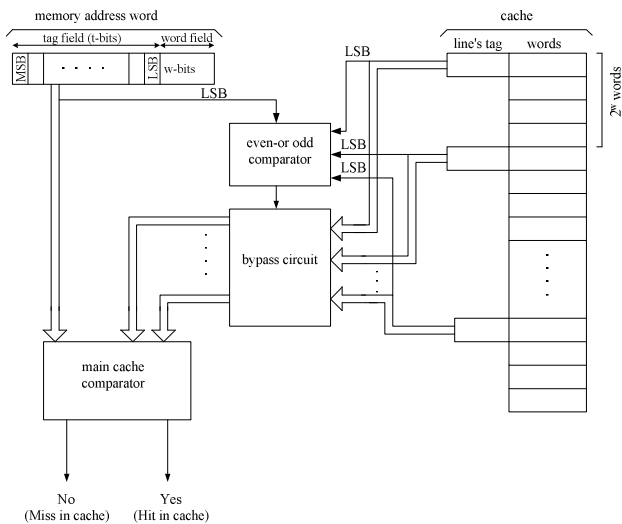 memory address word
tag field (t-bits) word field
MSB
LSB
w-bits
LSB
cache
line's tag words
2^w words
LSB
LSB
LSB
even-or odd
comparator
bypass circuit
main cache
comparator
No
(Miss in cache)
Yes
(Hit in cache)